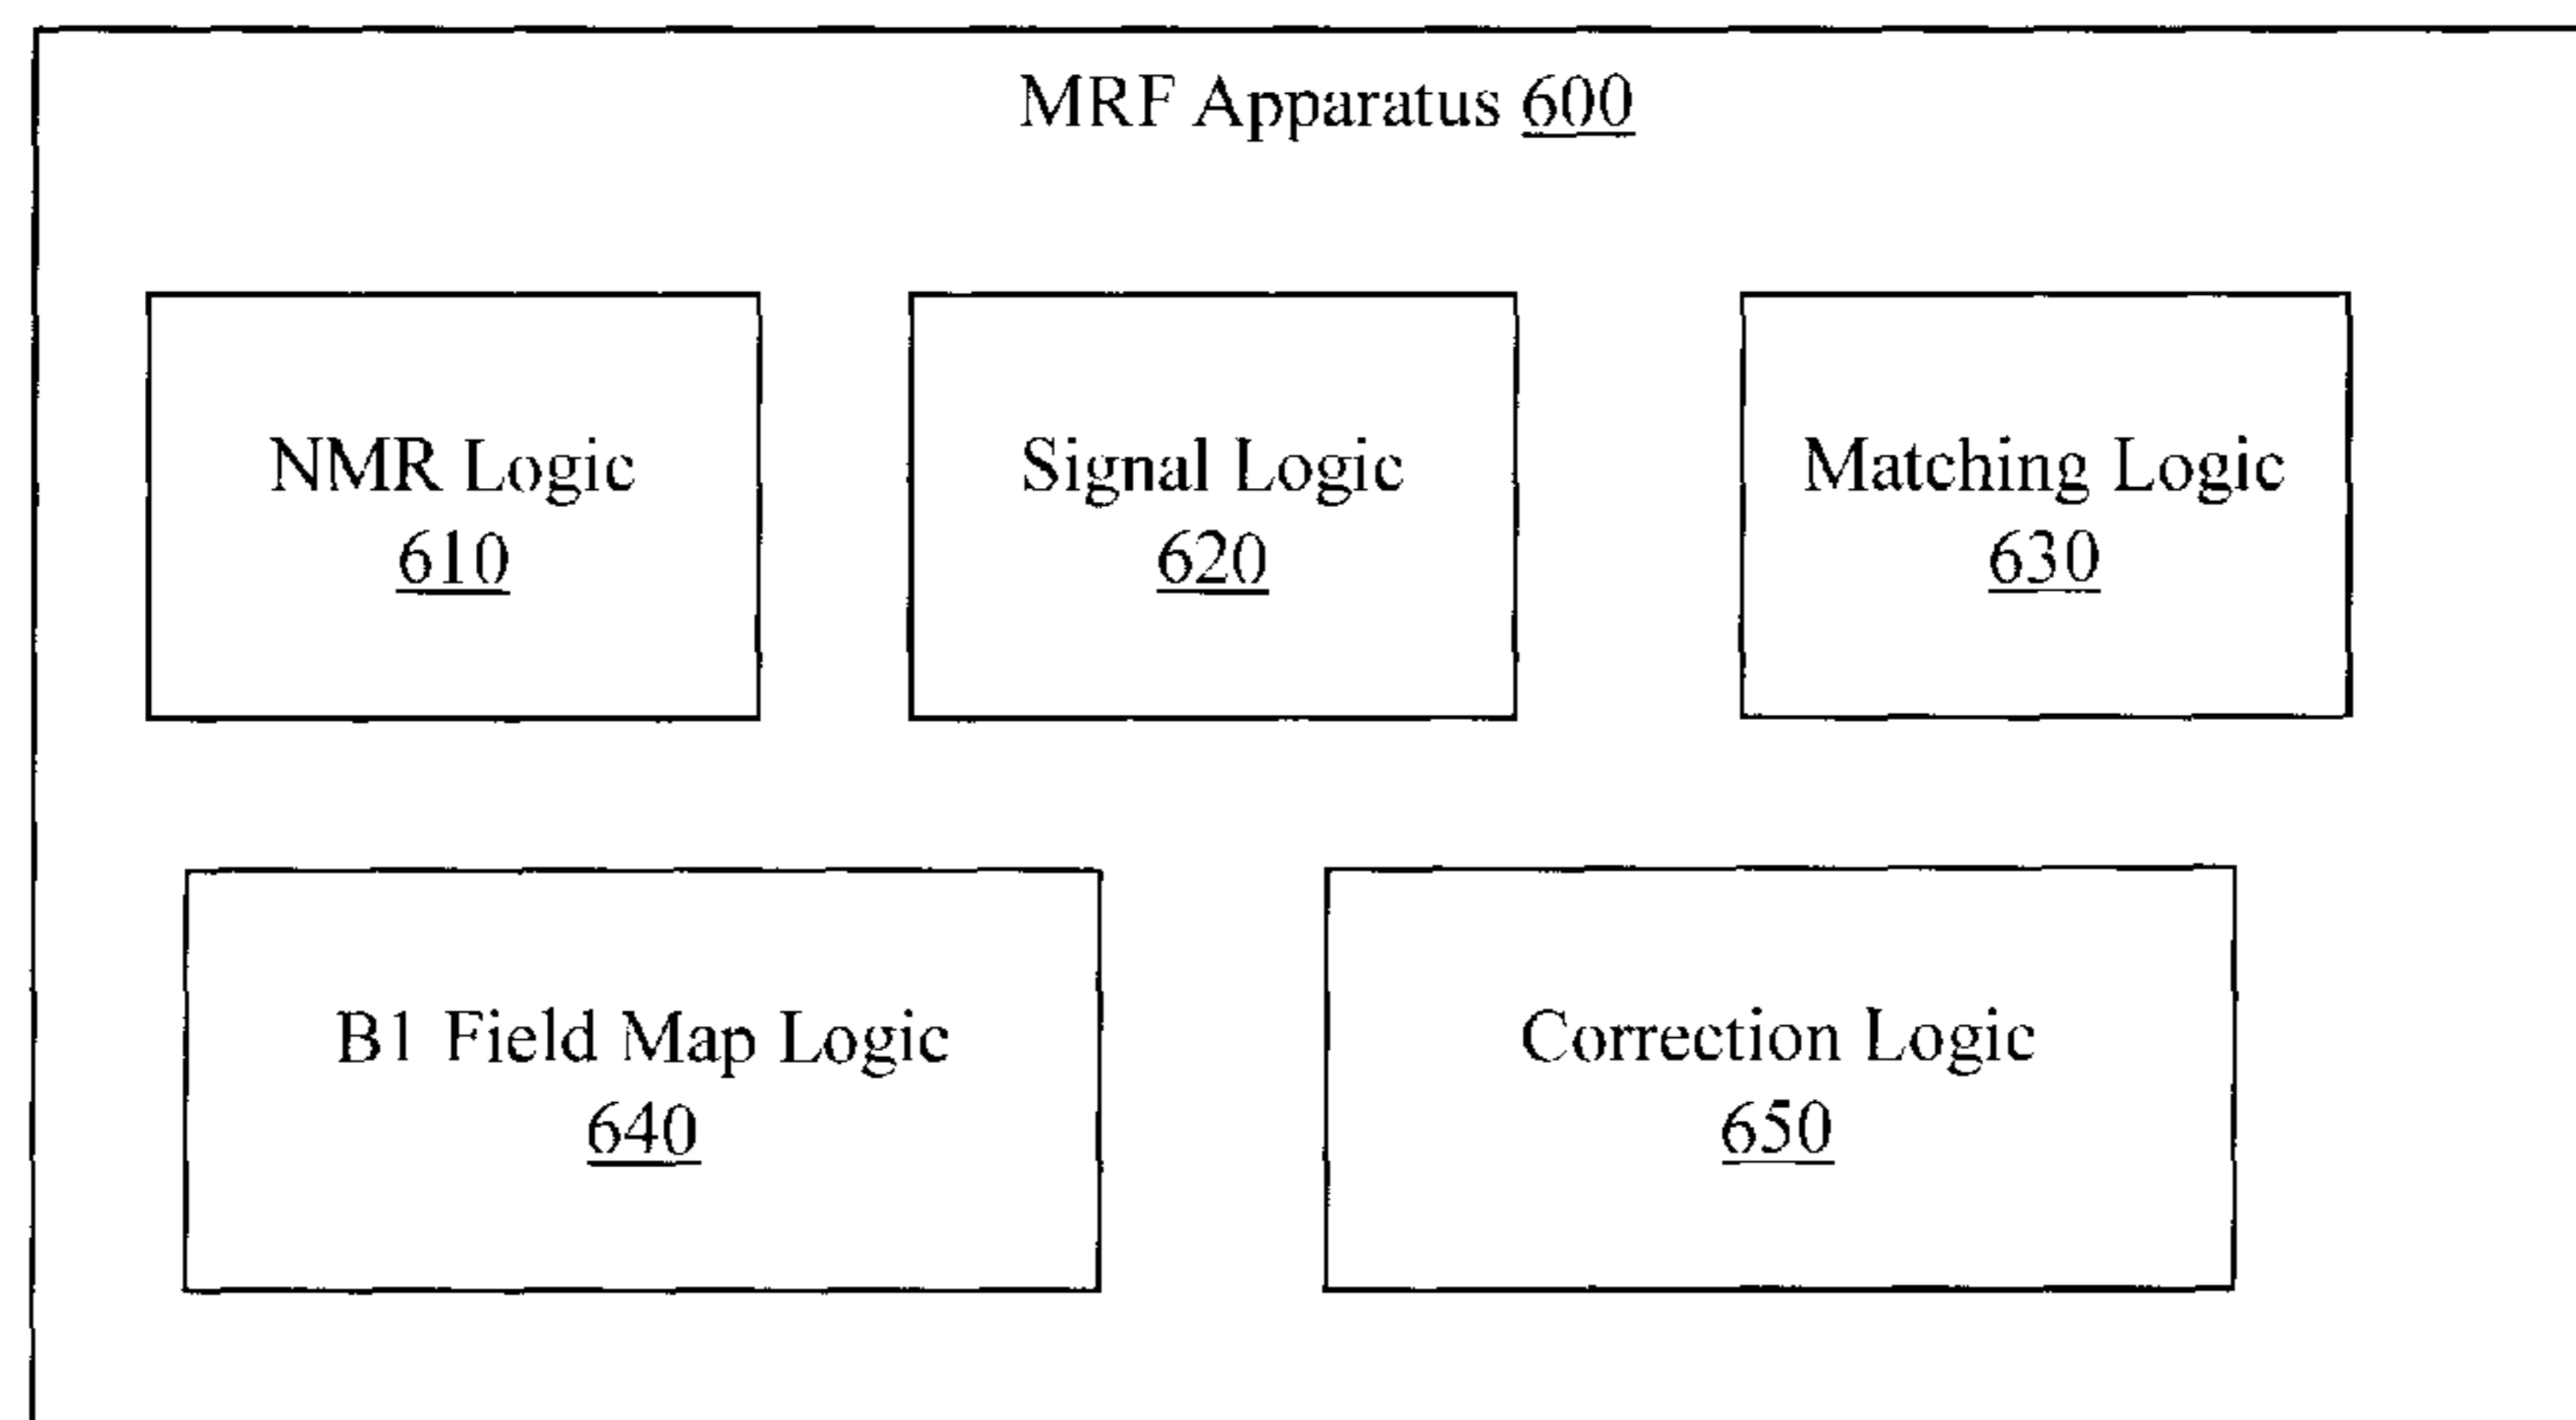 MRF Apparatus 600
NMR Logic
610
Signal Logic
620
Matching Logic
630
B1 Field Map Logic
640
Correction Logic
650